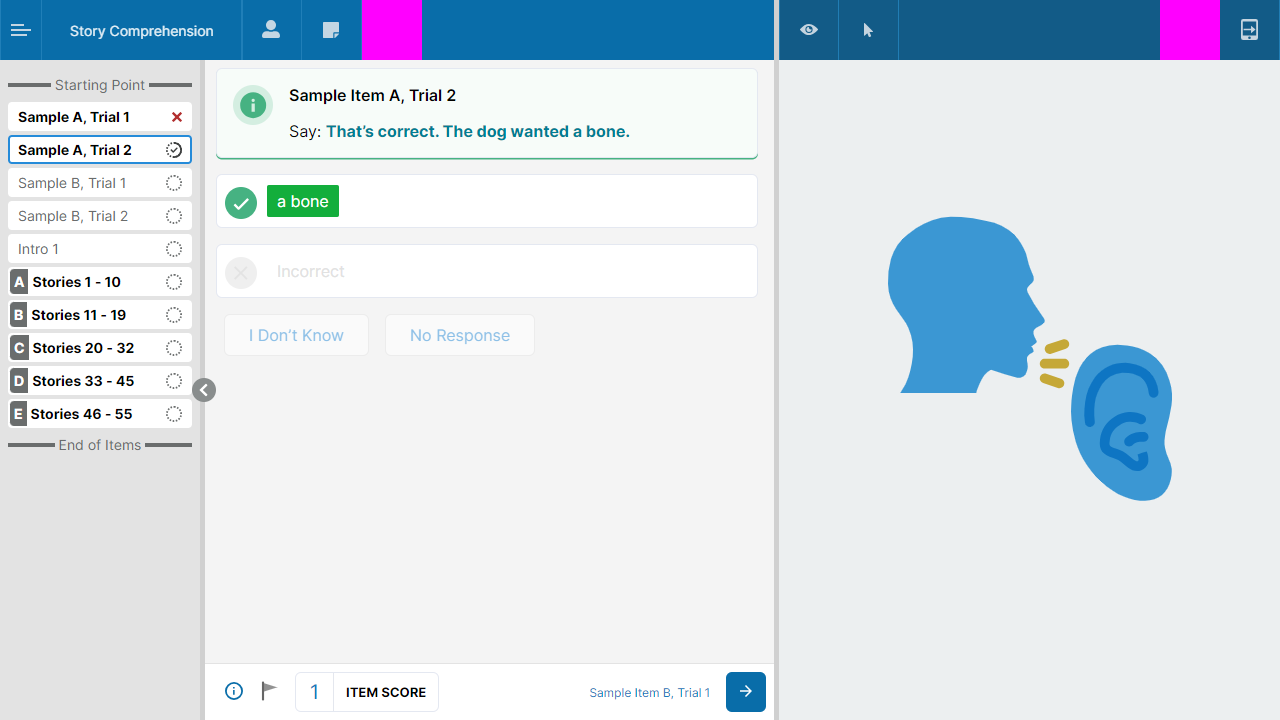 Story Comprehension
Starting Point
Sample A, Trial 1
Sample A, Trial 2
Sample B, Trial 1
Sample B, Trial 2
Intro 1
A Stories 1 - 10
B Stories 11 - 19
C Stories 20 - 32
D Stories 33 - 45
E Stories 46 - 55
End of Items
Sample Item A, Trial 2
Say: That’s correct. The dog wanted a bone.
a bone
Incorrect
I Don’t Know
No Response
1 ITEM SCORE
Sample Item B, Trial 1